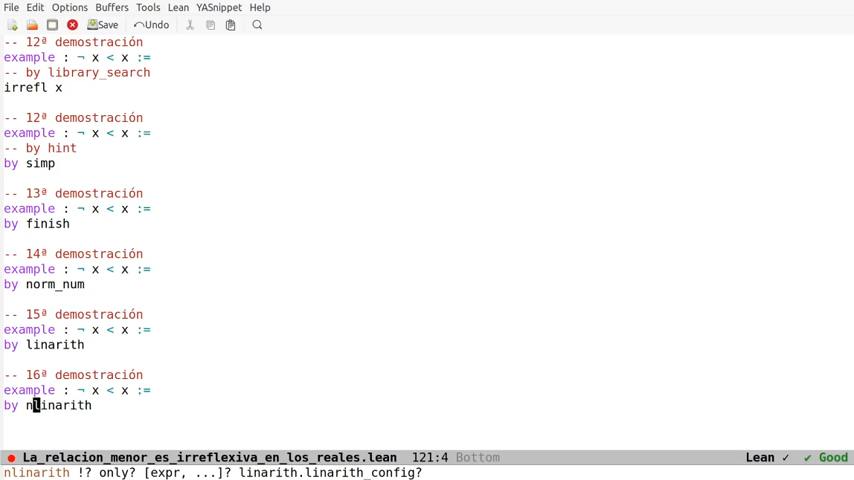 File Edit Options Buffers Tools Lean YASnippet Help
Save Undo
-- 12ª demostración
example : ¬ x < x :=
-- by library_search
irrefl x
-- 12ª demostración
example : ¬ x < x :=
-- by hint
by simp
-- 13ª demostración
example : ¬ x < x :=
by finish
-- 14ª demostración
example : ¬ x < x :=
by norm_num
-- 15ª demostración
example : ¬ x < x :=
by linarith
-- 16ª demostración
example : ¬ x < x :=
by nlinarith
La_relacion_menor_es_irreflexiva_en_los_reales.lean 121:4 Bottom Lean ✓ ✔ Good
nlinarith !? only? [expr, ...]? linarith.linarith_config?